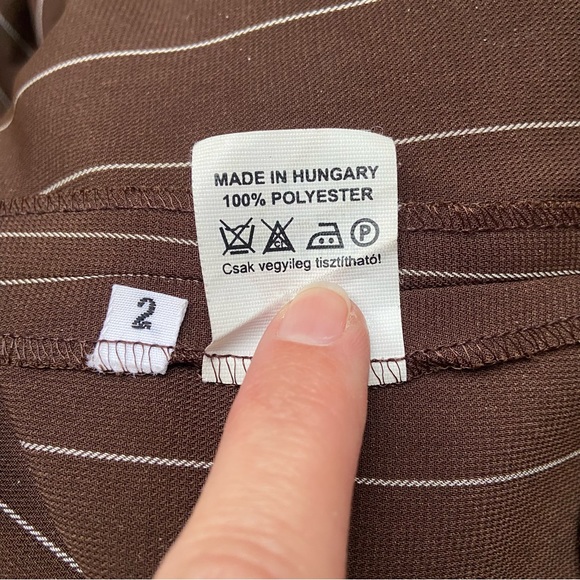 MADE IN HUNGARY
100% POLYESTER
P
Csak vegyileg tisztítható!
2